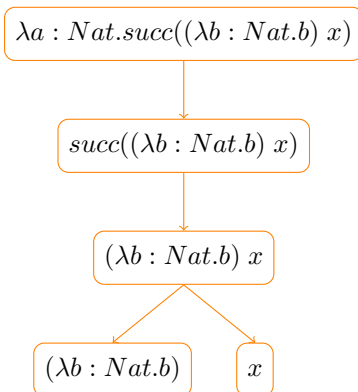 λa : Nat.succ((λb : Nat.b) x)
succ((λb : Nat.b) x)
(λb : Nat.b) x
(λb : Nat.b)
x